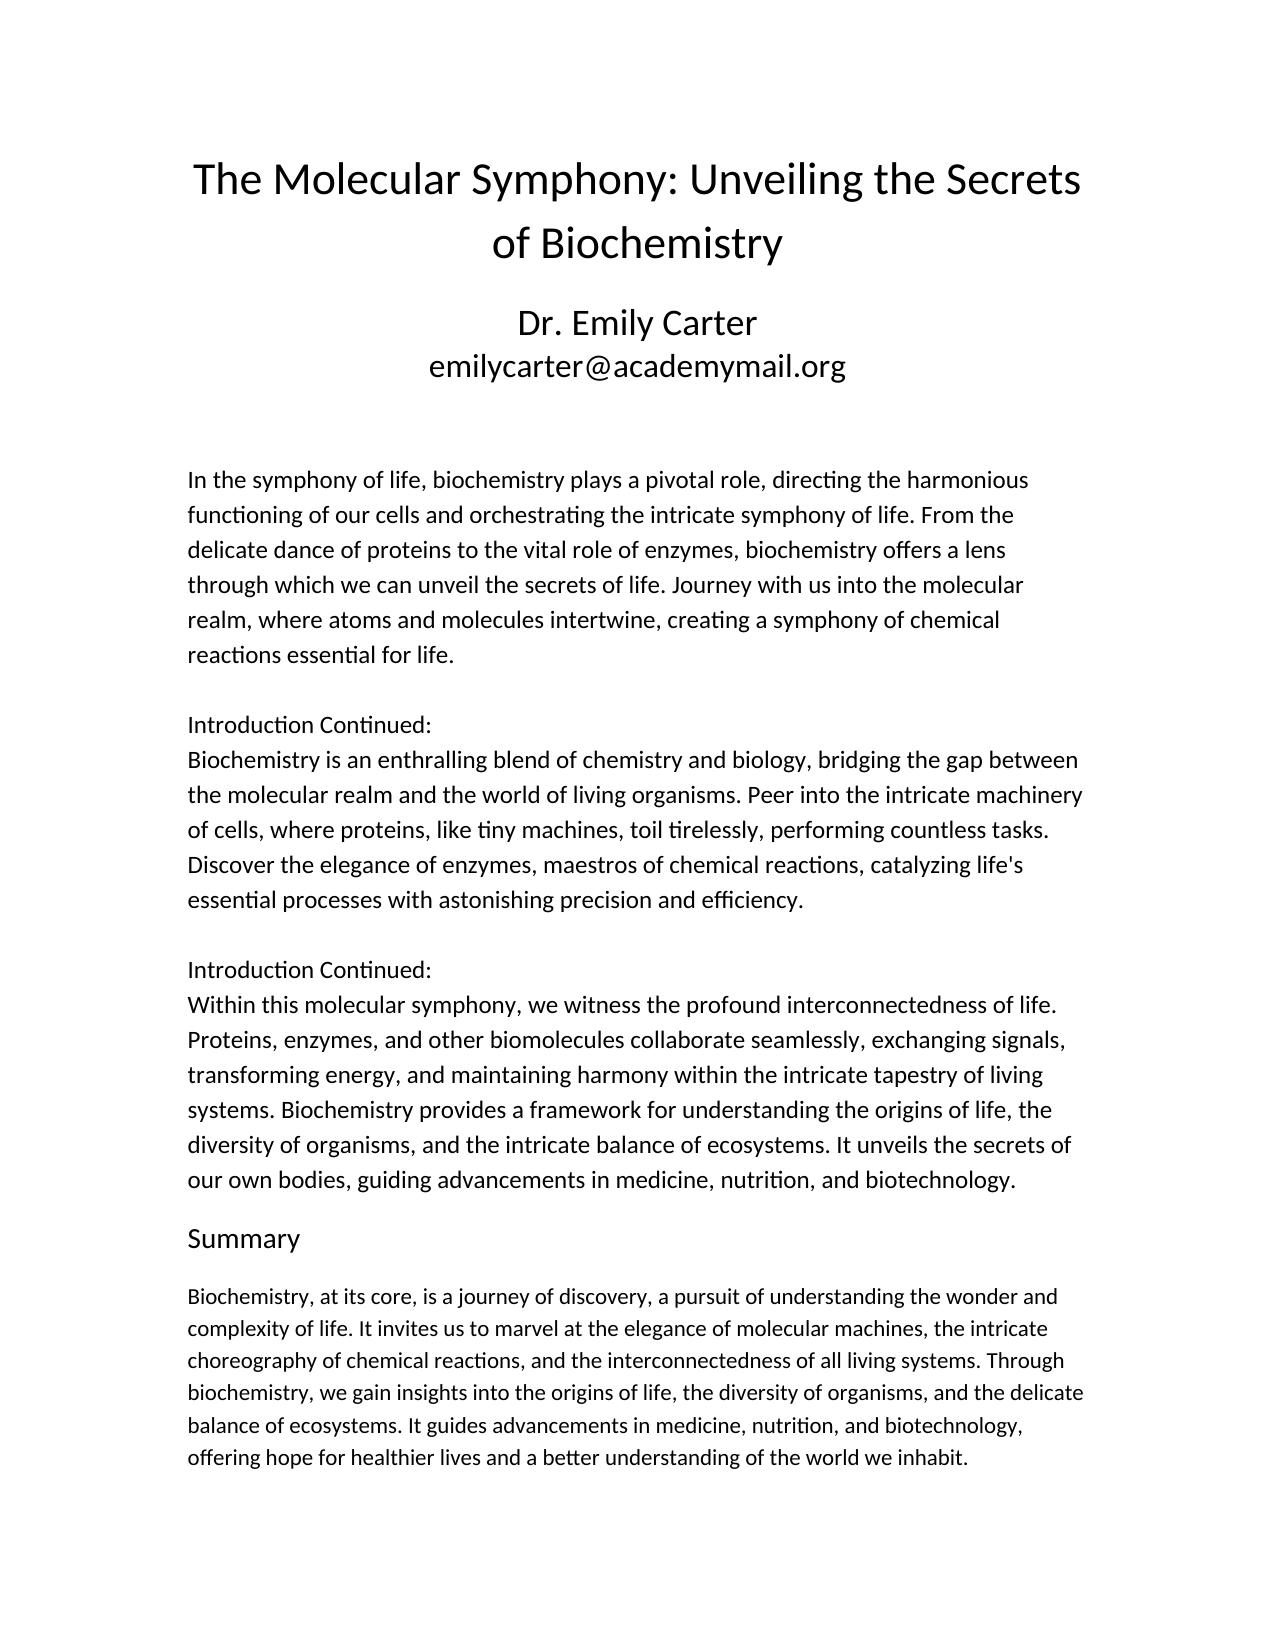 The Molecular Symphony: Unveiling the Secrets
of Biochemistry
Dr. Emily Carter
emilycarter@academymail.org
In the symphony of life, biochemistry plays a pivotal role, directing the harmonious
functioning of our cells and orchestrating the intricate symphony of life. From the
delicate dance of proteins to the vital role of enzymes, biochemistry offers a lens
through which we can unveil the secrets of life. Journey with us into the molecular
realm, where atoms and molecules intertwine, creating a symphony of chemical
reactions essential for life.
Introduction Continued:
Biochemistry is an enthralling blend of chemistry and biology, bridging the gap between
the molecular realm and the world of living organisms. Peer into the intricate machinery
of cells, where proteins, like tiny machines, toil tirelessly, performing countless tasks.
Discover the elegance of enzymes, maestros of chemical reactions, catalyzing life's
essential processes with astonishing precision and efficiency.
Introduction Continued:
Within this molecular symphony, we witness the profound interconnectedness of life.
Proteins, enzymes, and other biomolecules collaborate seamlessly, exchanging signals,
transforming energy, and maintaining harmony within the intricate tapestry of living
systems. Biochemistry provides a framework for understanding the origins of life, the
diversity of organisms, and the intricate balance of ecosystems. It unveils the secrets of
our own bodies, guiding advancements in medicine, nutrition, and biotechnology.
Summary
Biochemistry, at its core, is a journey of discovery, a pursuit of understanding the wonder and
complexity of life. It invites us to marvel at the elegance of molecular machines, the intricate
choreography of chemical reactions, and the interconnectedness of all living systems. Through
biochemistry, we gain insights into the origins of life, the diversity of organisms, and the delicate
balance of ecosystems. It guides advancements in medicine, nutrition, and biotechnology,
offering hope for healthier lives and a better understanding of the world we inhabit.